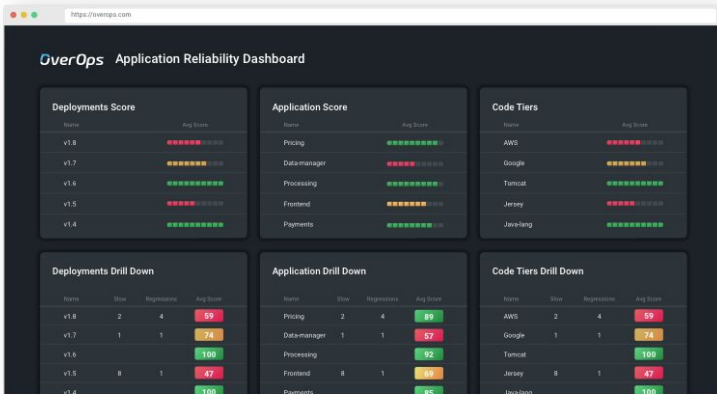 https://overops.com
OverOps Application Reliability Dashboard
Deployments Score
Name Avg Score
v1.8
v1.7
v1.6
v1.5
v1.4
Application Score
Name Avg Score
Pricing
Data-manager
Processing
Frontend
Payments
Code Tiers
Name Avg Score
AWS
Google
Tomcat
Jersey
Java-lang
Deployments Drill Down
Name Slow Regressions Avg Score
v1.8 2 4 59
v1.7 1 1 74
v1.6 100
v1.5 8 1 47
v1.4 100
Application Drill Down
Name Slow Regressions Avg Score
Pricing 2 4 89
Data-manager 1 1 57
Processing 92
Frontend 8 1 69
Payments 85
Code Tiers Drill Down
Name Slow Regressions Avg Score
AWS 2 4 59
Google 1 1 74
Tomcat 100
Jersey 8 1 47
Java-lang 100